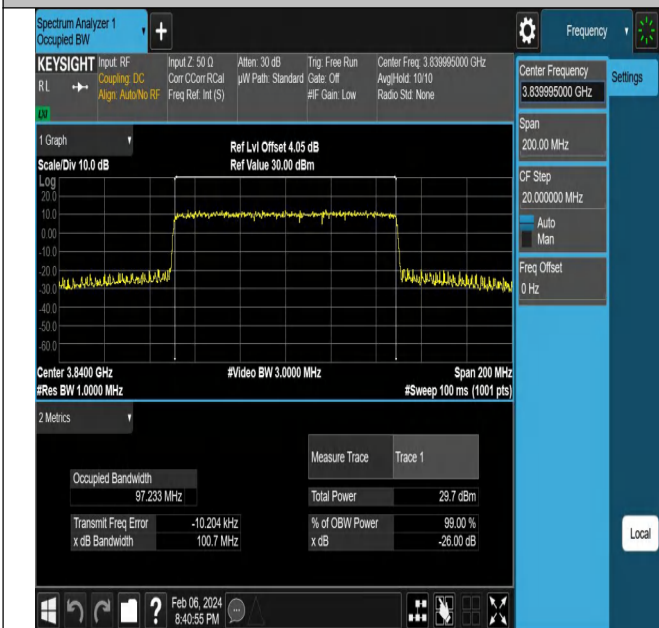 Spectrum Analyzer 1
Occupied BW
Frequency
KEYSIGHT
RL
Input: RF
Coupling: DC
Align: Auto/No RF
Input Z: 50 Ω
Corr CCorr RCal
Freq Ref: Int (S)
Atten: 30 dB
µW Path: Standard
Trig: Free Run
Gate: Off
#IF Gain: Low
Center Freq: 3.839995000 GHz
Avg|Hold: 10/10
Radio Std: None
Center Frequency
3.839995000 GHz
Settings
Span
200.00 MHz
CF Step
20.000000 MHz
Auto
Man
Freq Offset
0 Hz
1 Graph
Scale/Div 10.0 dB
Ref Lvl Offset 4.05 dB
Ref Value 30.00 dBm
Log
20.0
10.0
0.00
-10.0
-20.0
-30.0
-40.0
-50.0
-60.0
Center 3.8400 GHz
#Video BW 3.0000 MHz
Span 200 MHz
#Res BW 1.0000 MHz
#Sweep 100 ms (1001 pts)
2 Metrics
Measure Trace Trace 1
Occupied Bandwidth
97.233 MHz
Total Power 29.7 dBm
Transmit Freq Error -10.204 kHz
% of OBW Power 99.00 %
x dB Bandwidth 100.7 MHz
x dB -26.00 dB
Local
?
Feb 06, 2024
8:40:55 PM